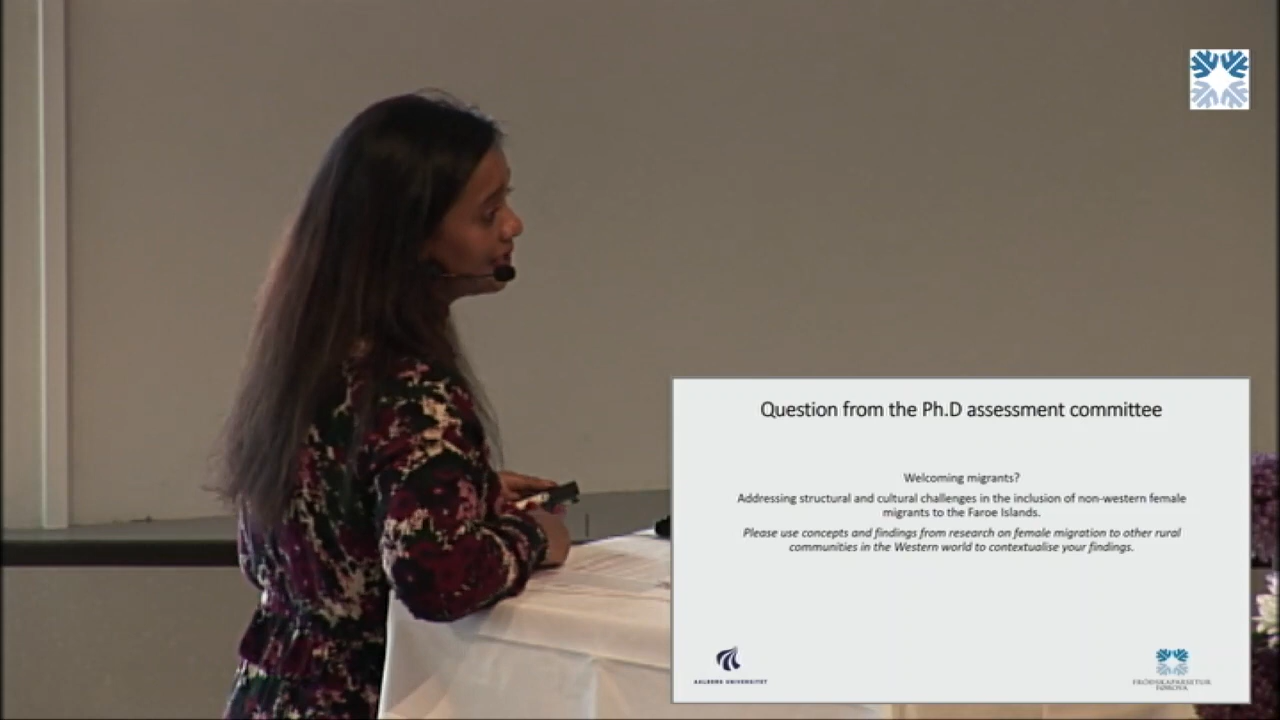 Question from the Ph.D assessment committee
Welcoming migrants?
Addressing structural and cultural challenges in the inclusion of non-western female
migrants to the Faroe Islands.
Please use concepts and findings from research on female migration to other rural
communities in the Western world to contextualise your findings.
AALBORG UNIVERSITET
FRÓÐSKAPARSETUR
FØROYA